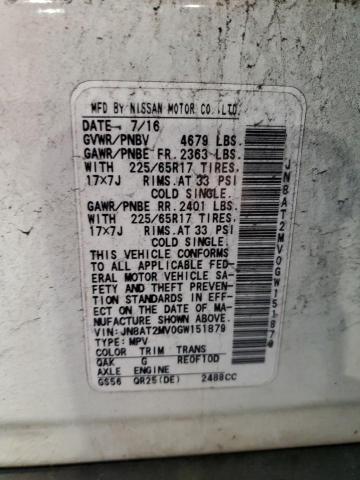 MFD BY NISSAN MOTOR CO.,LTD.
DATE 7/16
GVWR/PNBV 4679 LBS.
GAWR/PNBE FR. 2363 LBS.
WITH 225/65R17 TIRES,
17×7J RIMS.AT 33 PSI
COLD SINGLE.
GAWR/PNBE RR. 2401 LBS.
WITH 225/65R17 TIRES,
17×7J RIMS.AT 33 PSI
COLD SINGLE.
THIS VEHICLE CONFORMS
TO ALL APPLICABLE FED-
ERAL MOTOR VEHICLE SA-
FETY AND THEFT PREVEN-
TION STANDARDS IN EFF-
ECT ON THE DATE OF MA-
NUFACTURE SHOWN ABOVE.
VIN: JN8AT2MV0GW151879
TYPE: MPV
COLOR TRIM TRANS
QAK G RE0F10D
AXLE ENGINE
GS56 QR25(DE) 2488CC
JN8AT2MV0GW151879